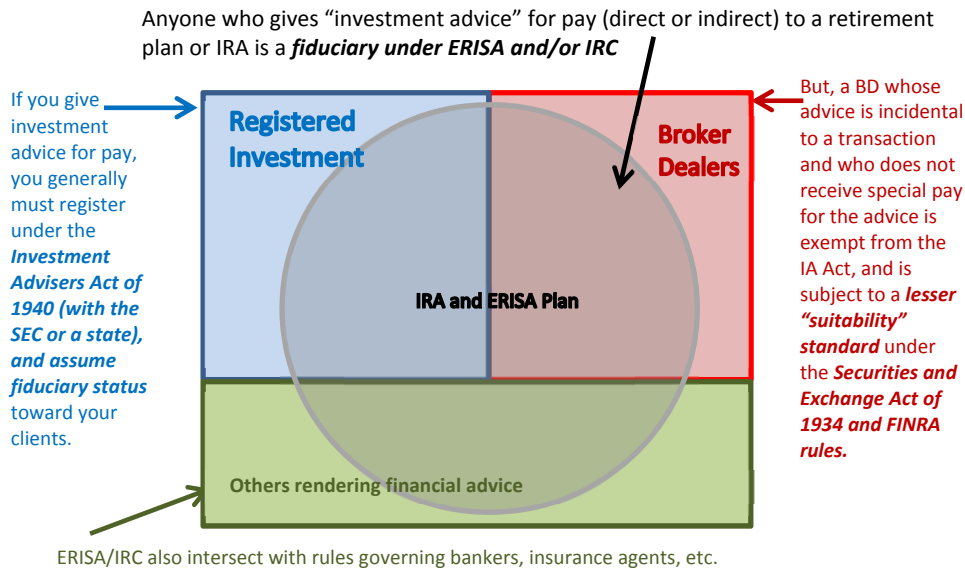 Anyone who gives “investment advice” for pay (direct or indirect) to a retirement
plan or IRA is a fiduciary under ERISA and/or IRC
If you give
investment
advice for pay,
you generally
must register
under the
Investment
Advisers Act of
1940 (with the
SEC or a state),
and assume
fiduciary status
toward your
clients.
Registered
Investment
Broker
Dealers
But, a BD whose
advice is incidental
to a transaction
and who does not
receive special pay
for the advice is
exempt from the
IA Act, and is
subject to a lesser
“suitability”
standard under
the Securities and
Exchange Act of
1934 and FINRA
rules.
IRA and ERISA Plan
Others rendering financial advice
ERISA/IRC also intersect with rules governing bankers, insurance agents, etc.